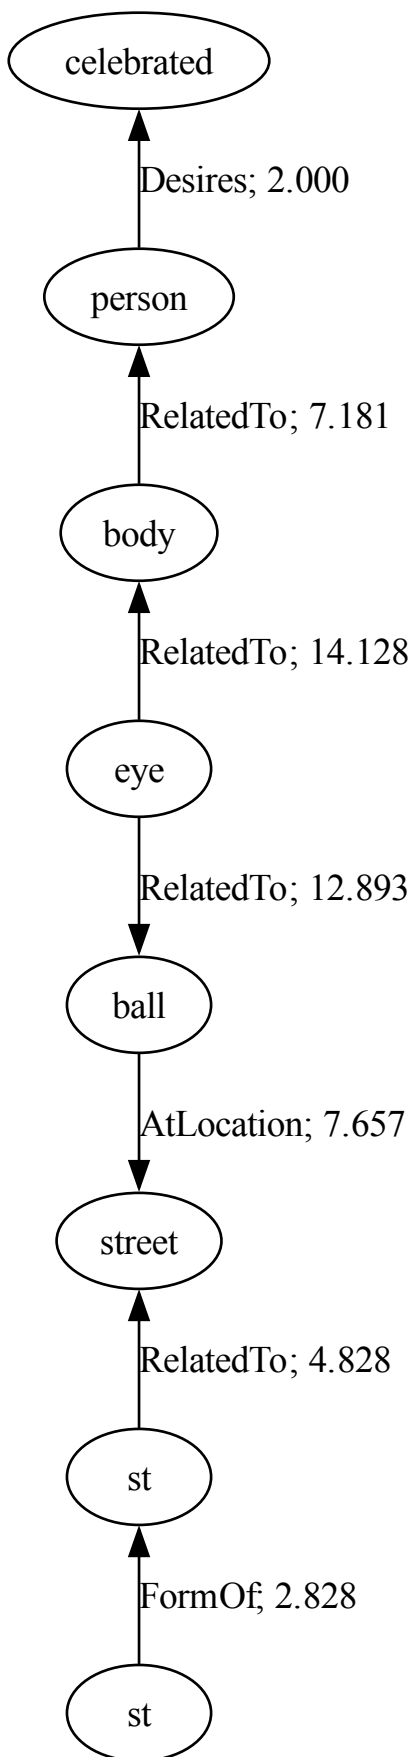 celebrated
Desires; 2.000
person
RelatedTo; 7.181
body
RelatedTo; 14.128
eye
RelatedTo; 12.893
ball
AtLocation; 7.657
street
RelatedTo; 4.828
st
FormOf; 2.828
st